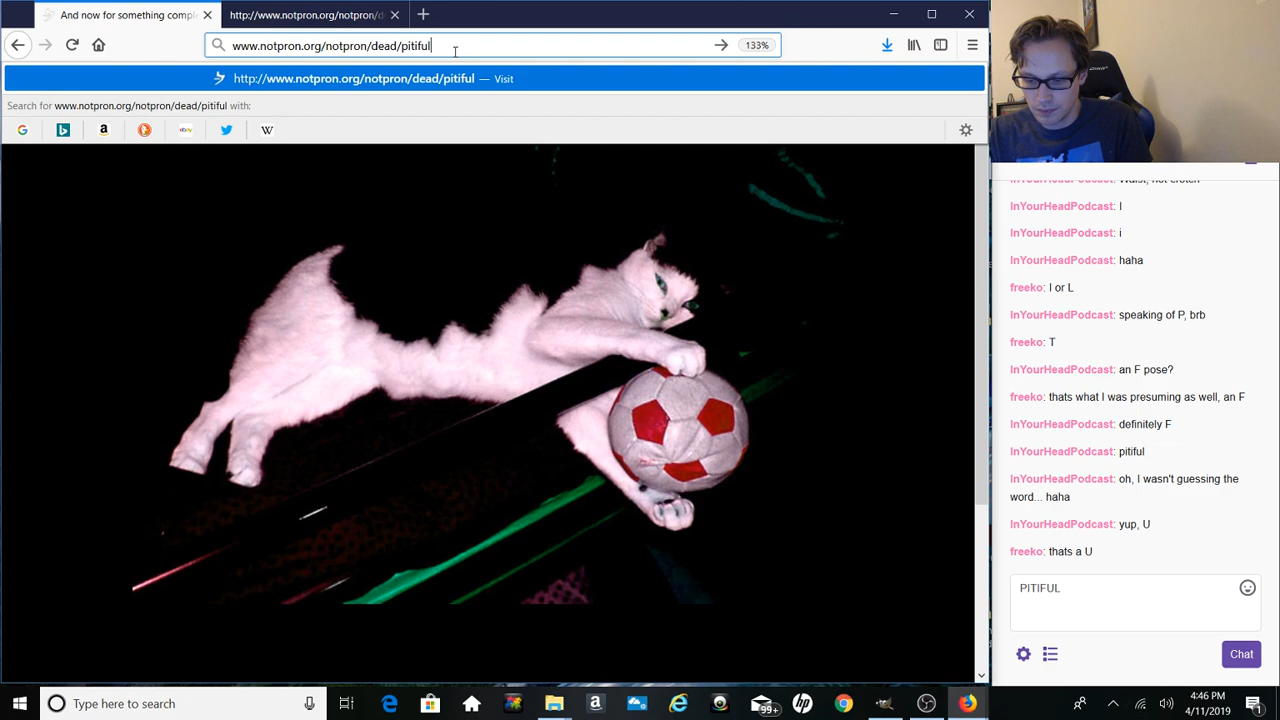 And now for something compl
http://www.notpron.org/notpron/d
www.notpron.org/notpron/dead/pitiful
133%
http://www.notpron.org/notpron/dead/pitiful — Visit
Search for www.notpron.org/notpron/dead/pitiful with:
InYourHeadPodcast: I
InYourHeadPodcast: i
InYourHeadPodcast: haha
freeko: I or L
InYourHeadPodcast: speaking of P, brb
freeko: T
InYourHeadPodcast: an F pose?
freeko: thats what I was presuming as well, an F
InYourHeadPodcast: definitely F
InYourHeadPodcast: pitiful
InYourHeadPodcast: oh, I wasn't guessing the
word... haha
InYourHeadPodcast: yup, U
freeko: thats a U
PITIFUL
Chat
Type here to search
99+
4:46 PM
4/11/2019